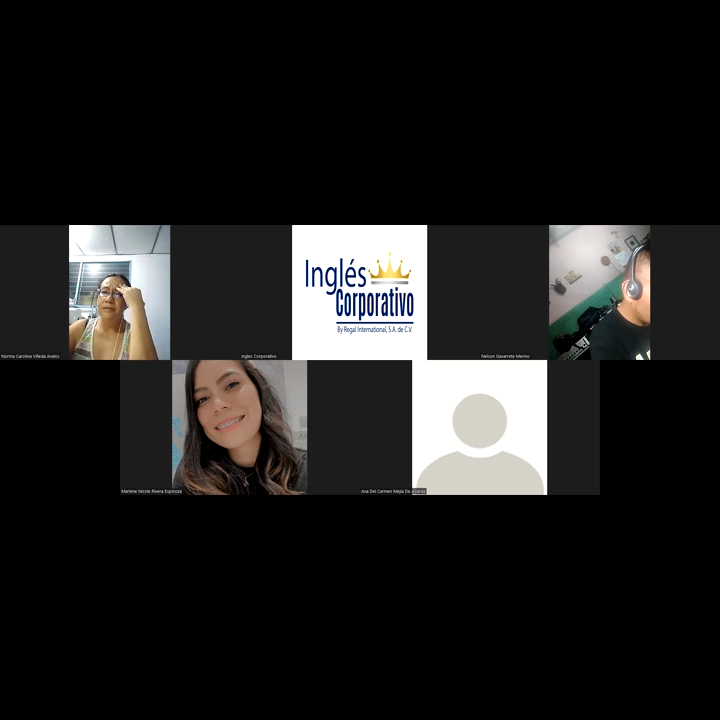 Inglés
Corporativo
By Regal International, S.A. de C.V.
Norma Carolina Villeda Avalos
Ingles Corporativo
Nelson Gavarrete Merino
Marlene Nicole Rivera Espinoza
Ana Del Carmen Mejía De